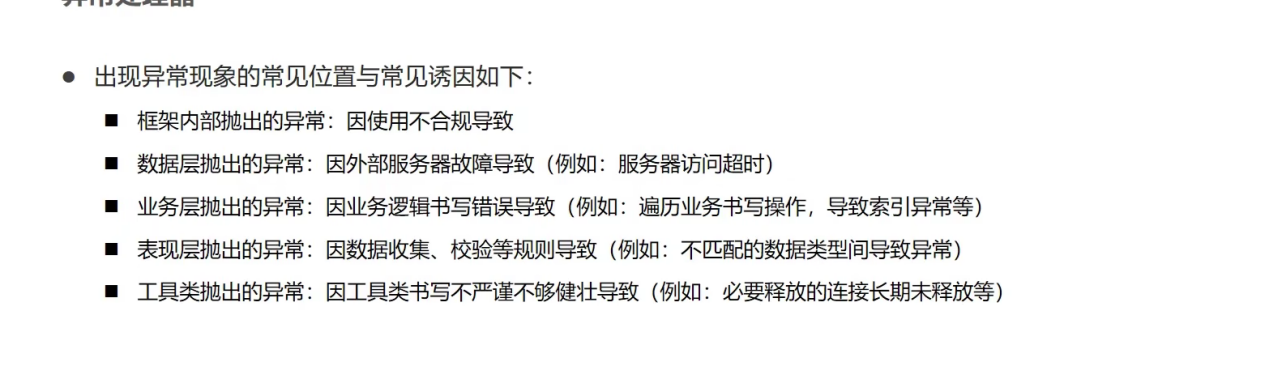 异常处理器
出现异常现象的常见位置与常见诱因如下：
框架内部抛出的异常：因使用不合规导致
数据层抛出的异常：因外部服务器故障导致（例如：服务器访问超时）
业务层抛出的异常：因业务逻辑书写错误导致（例如：遍历业务书写操作，导致索引异常等）
表现层抛出的异常：因数据收集、校验等规则导致（例如：不匹配的数据类型间导致异常）
工具类抛出的异常：因工具类书写不严谨不够健壮导致（例如：必要释放的连接长期未释放等）